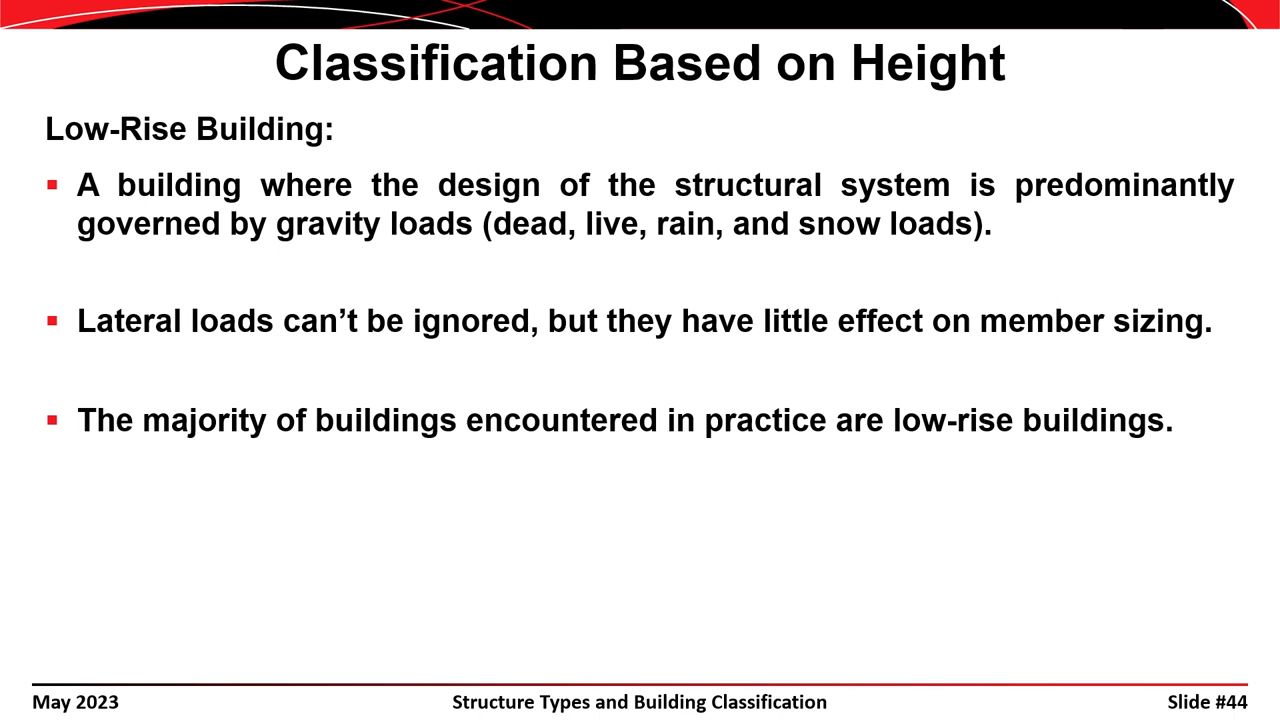 Classification Based on Height
Low-Rise Building:
▪ A building where the design of the structural system is predominantly
governed by gravity loads (dead, live, rain, and snow loads).
▪ Lateral loads can’t be ignored, but they have little effect on member sizing.
▪ The majority of buildings encountered in practice are low-rise buildings.
May 2023
Structure Types and Building Classification
Slide #44